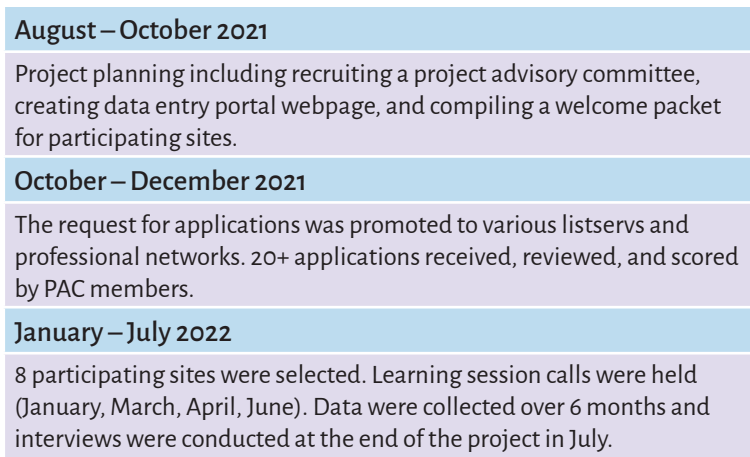 August – October 2021
Project planning including recruiting a project advisory committee,
creating data entry portal webpage, and compiling a welcome packet
for participating sites.
October – December 2021
The request for applications was promoted to various listservs and
professional networks. 20+ applications received, reviewed, and scored
by PAC members.
January – July 2022
8 participating sites were selected. Learning session calls were held
(January, March, April, June). Data were collected over 6 months and
interviews were conducted at the end of the project in July.